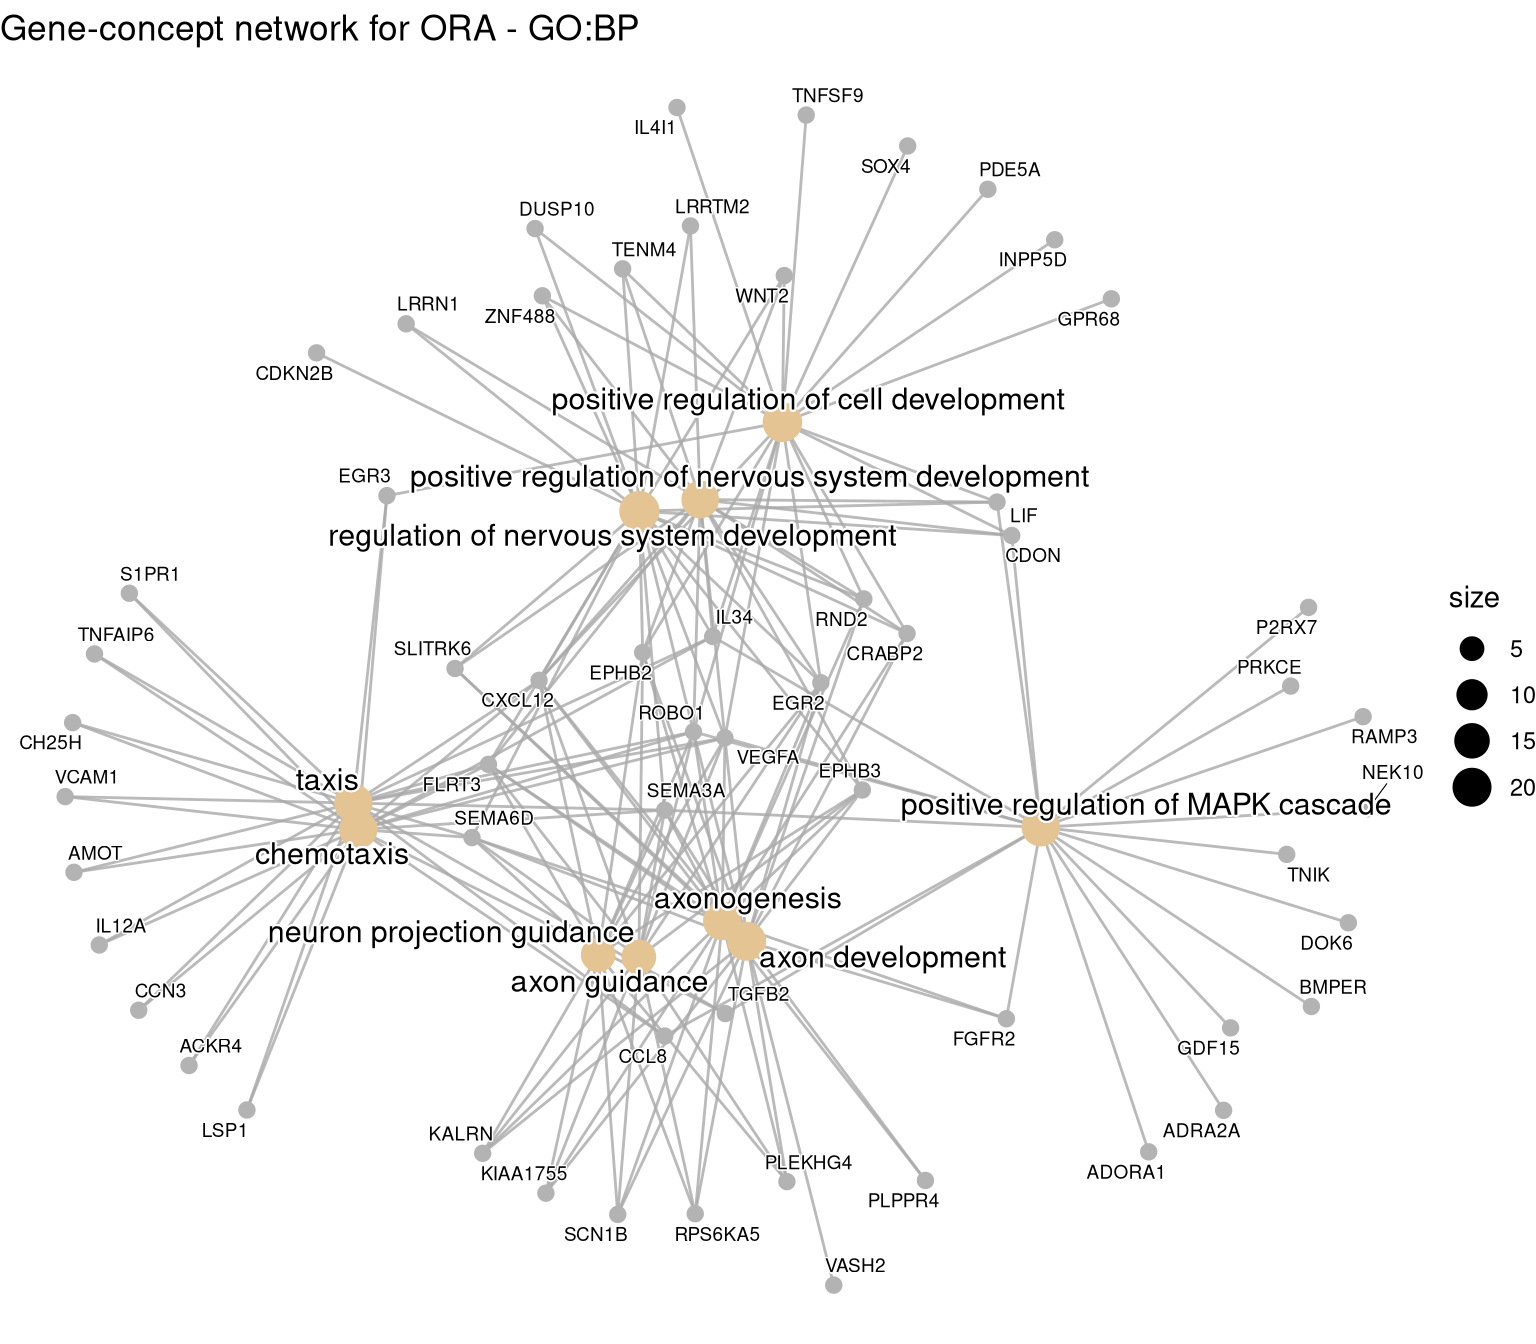 Gene-concept network for ORA - GO:BP
TNFSF9
IL4I1
SOX4
PDE5A
DUSP10
LRRTM2
TENM4
INPP5D
WNT2
LRRN1
ZNF488
GPR68
CDKN2B
positive regulation of cell development
EGR3
positive regulation of nervous system development
LIF
regulation of nervous system development
CDON
S1PR1
size
TNFAIP6
IL34
RND2
P2RX7
SLITRK6
5
CRABP2
EPHB2
PRKCE
CXCL12
EGR2
10
ROBO1
CH25H
RAMP3
15
VEGFA
EPHB3
NEK10
VCAM1
taxis
FLRT3
SEMA3A
20
positive regulation of MAPK cascade
SEMA6D
AMOT
chemotaxis
TNIK
axonogenesis
IL12A
neuron projection guidance
DOK6
axon development
axon guidance
BMPER
CCN3
TGFB2
FGFR2
ACKR4
GDF15
CCL8
LSP1
KALRN
ADRA2A
PLEKHG4
KIAA1755
ADORA1
PLPPR4
SCN1B
RPS6KA5
VASH2